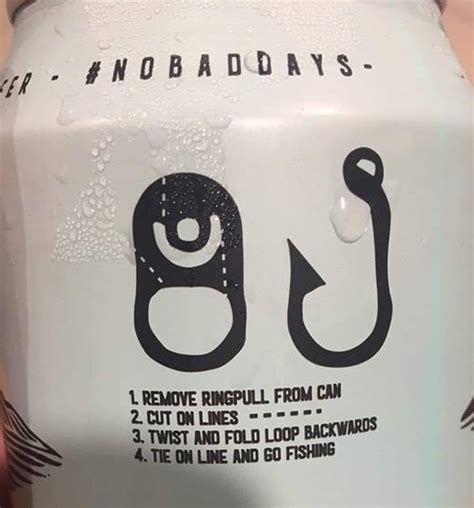 ER - #NOBADDAYS-
1. REMOVE RINGPULL FROM CAN
2. CUT ON LINES ------
3. TWIST AND FOLD LOOP BACKWARDS
4. TIE ON LINE AND GO FISHING